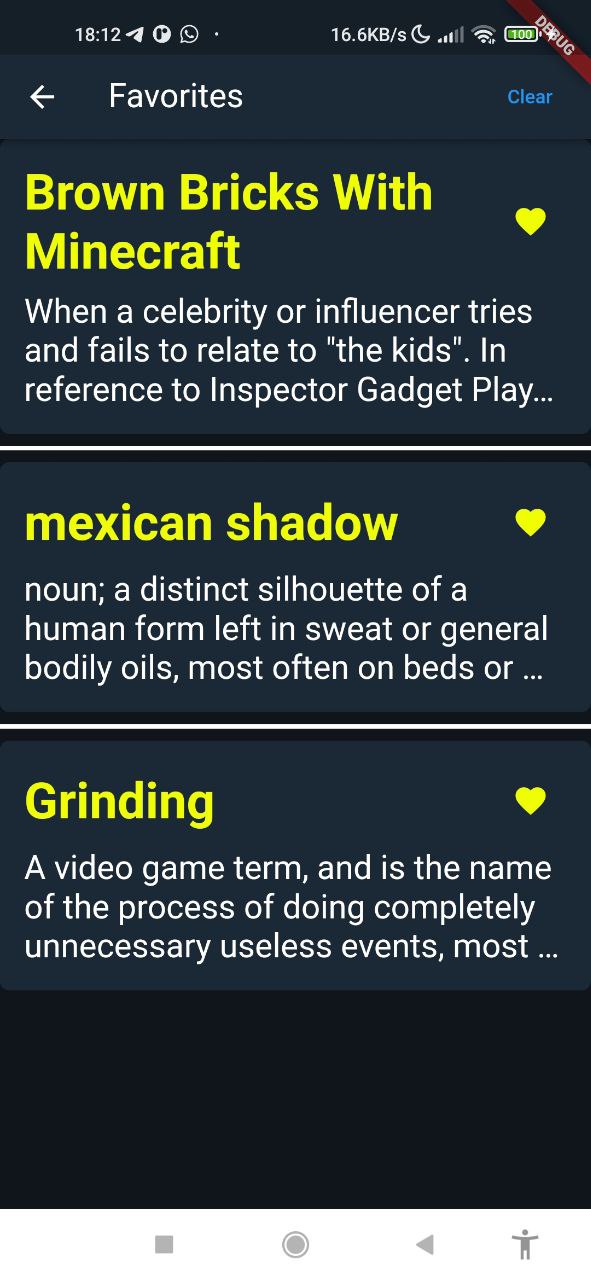 18:12 16.6KB/s 100
DEBUG
Favorites Clear
Brown Bricks With
Minecraft
When a celebrity or influencer tries
and fails to relate to "the kids". In
reference to Inspector Gadget Play...
mexican shadow
noun; a distinct silhouette of a
human form left in sweat or general
bodily oils, most often on beds or ...
Grinding
A video game term, and is the name
of the process of doing completely
unnecessary useless events, most ...